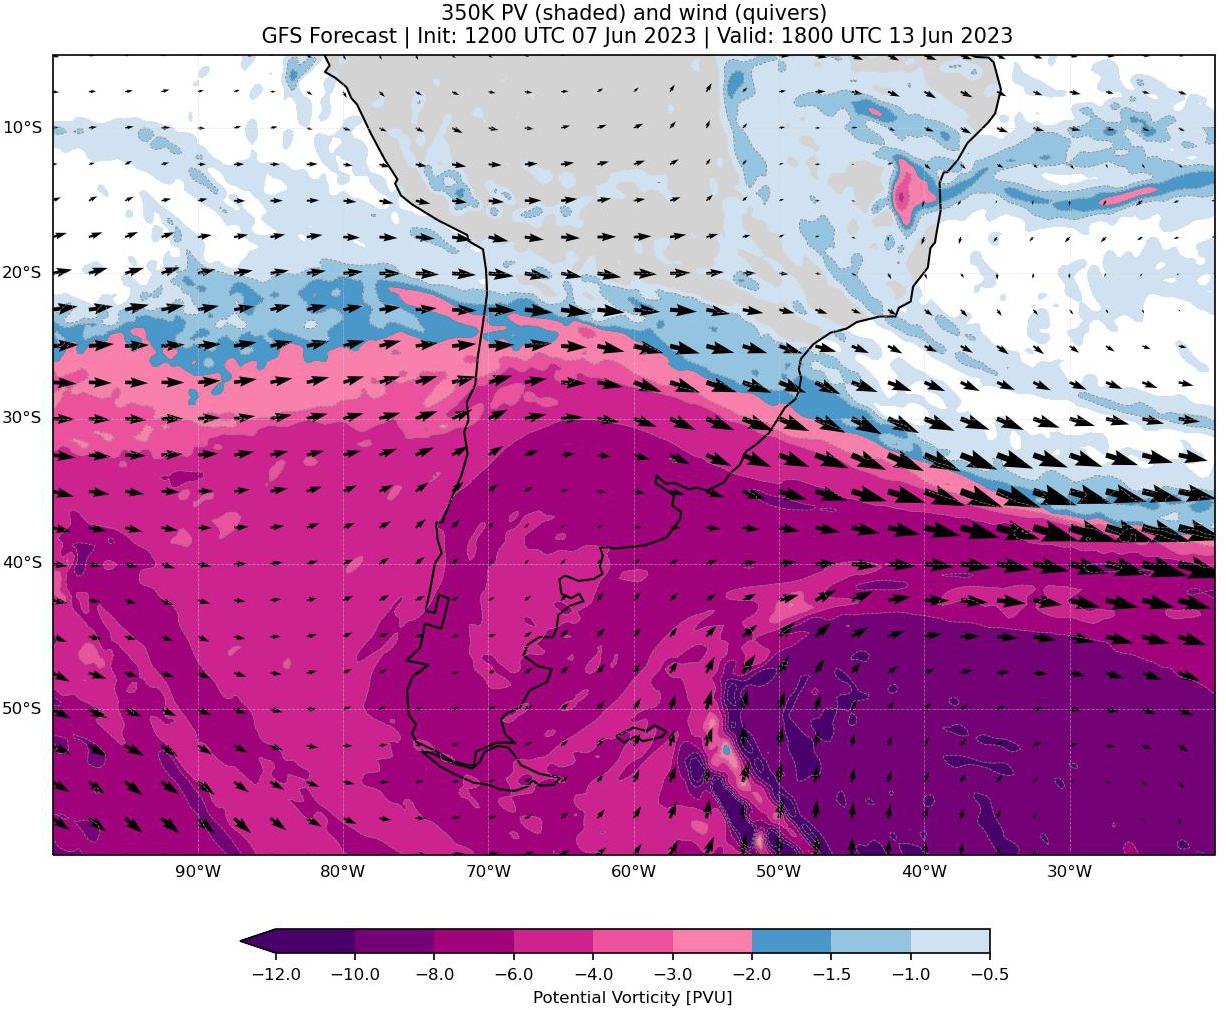 350K PV (shaded) and wind (quivers)
GFS Forecast | Init: 1200 UTC 07 Jun 2023 | Valid: 1800 UTC 13 Jun 2023
10°S
20°S
30°S
40°S
50°S
90°W 80°W 70°W 60°W 50°W 40°W 30°W
−12.0 −10.0 −8.0 −6.0 −4.0 −3.0 −2.0 −1.5 −1.0 −0.5
Potential Vorticity [PVU]